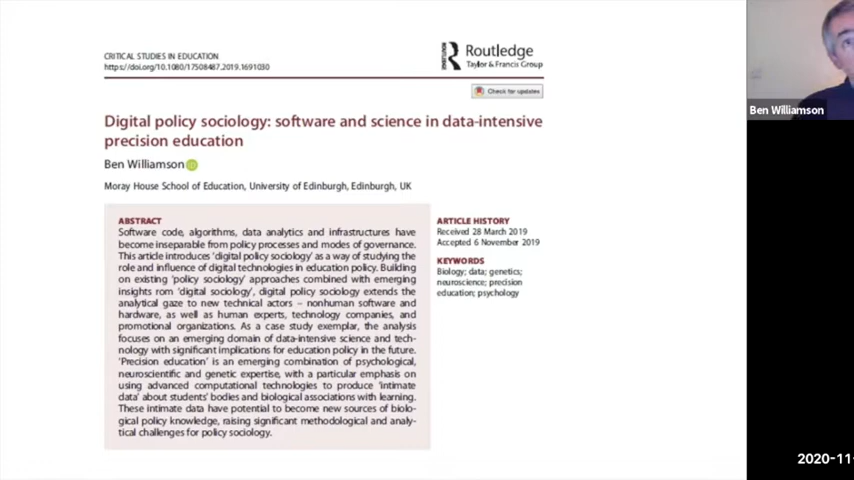 CRITICAL STUDIES IN EDUCATION
https://doi.org/10.1080/17508487.2019.1691030
ROUTLEDGE
Routledge
Taylor & Francis Group
Check for updates
Digital policy sociology: software and science in data-intensive
precision education
Ben Williamson
iD
Moray House School of Education, University of Edinburgh, Edinburgh, UK
ABSTRACT
Software code, algorithms, data analytics and infrastructures have
become inseparable from policy processes and modes of governance.
This article introduces ‘digital policy sociology’ as a way of studying the
role and influence of digital technologies in education policy. Building
on existing ‘policy sociology’ approaches combined with emerging
insights rom ‘digital sociology’, digital policy sociology extends the
analytical gaze to new technical actors – nonhuman software and
hardware, as well as human experts, technology companies, and
promotional organizations. As a case study exemplar, the analysis
focuses on an emerging domain of data-intensive science and tech-
nology with significant implications for education policy in the future.
‘Precision education’ is an emerging combination of psychological,
neuroscientific and genetic expertise, with a particular emphasis on
using advanced computational technologies to produce ‘intimate
data’ about students’ bodies and biological associations with learning.
These intimate data have potential to become new sources of biolo-
gical policy knowledge, raising significant methodological and analy-
tical challenges for policy sociology.
ARTICLE HISTORY
Received 28 March 2019
Accepted 6 November 2019
KEYWORDS
Biology; data; genetics;
neuroscience; precision
education; psychology
Ben Williamson
2020-11-